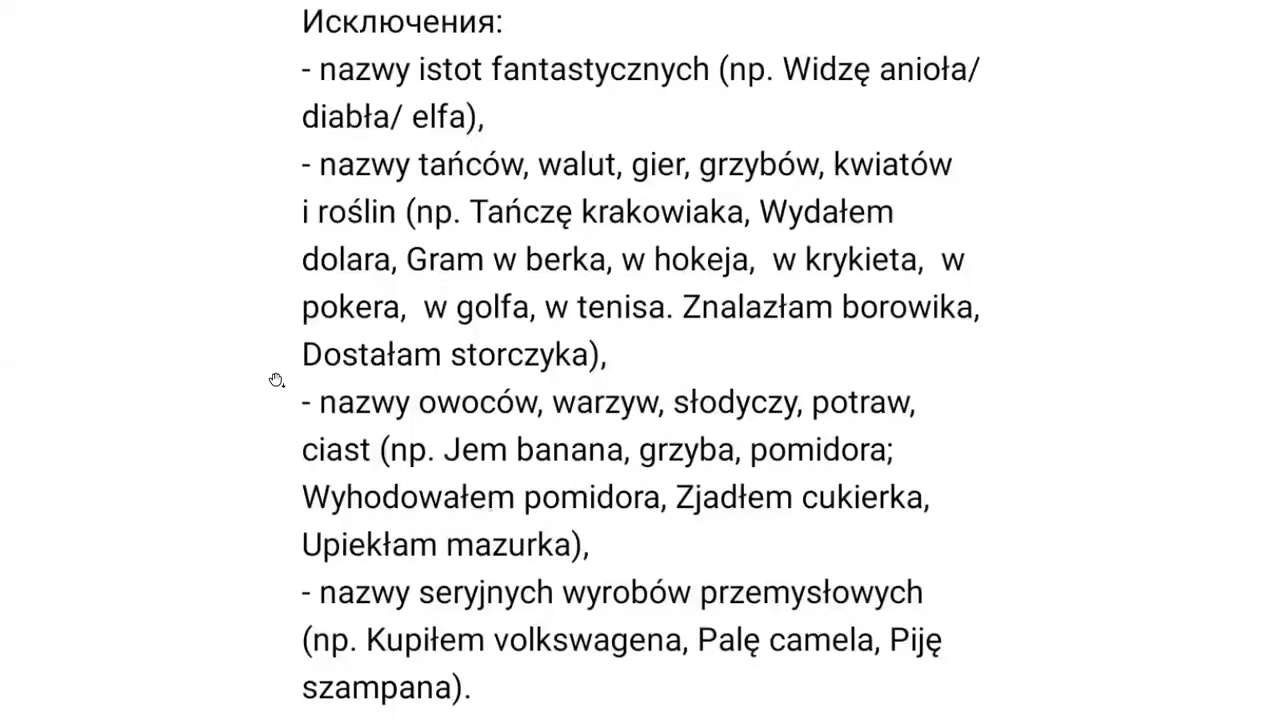 Исключения:
- nazwy istot fantastycznych (np. Widzę anioła/
diabła/ elfa),
- nazwy tańców, walut, gier, grzybów, kwiatów
i roślin (np. Tańczę krakowiaka, Wydałem
dolara, Gram w berka, w hokeja,  w krykieta,  w
pokera,  w golfa, w tenisa. Znalazłam borowika,
Dostałam storczyka),
- nazwy owoców, warzyw, słodyczy, potraw,
ciast (np. Jem banana, grzyba, pomidora;
Wyhodowałem pomidora, Zjadłem cukierka,
Upiekłam mazurka),
- nazwy seryjnych wyrobów przemysłowych
(np. Kupiłem volkswagena, Palę camela, Piję
szampana).